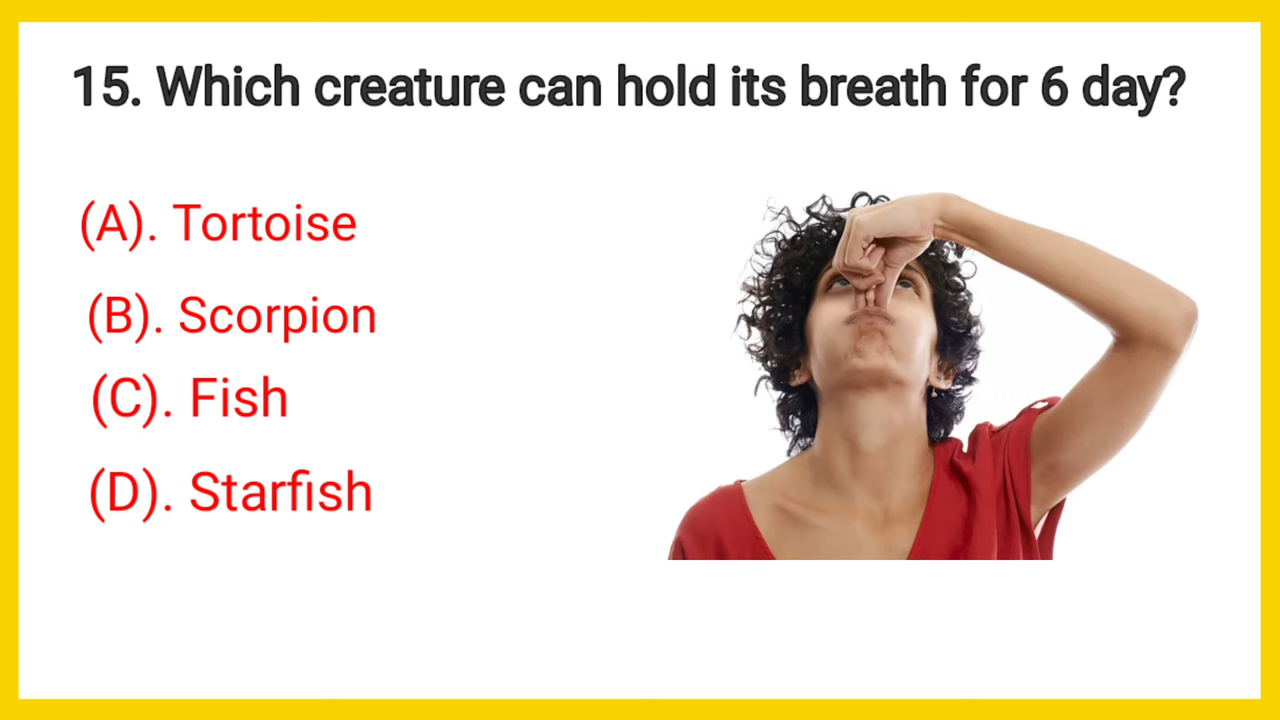 15. Which creature can hold its breath for 6 day?
(A). Tortoise
(B). Scorpion
(C). Fish
(D). Starfish